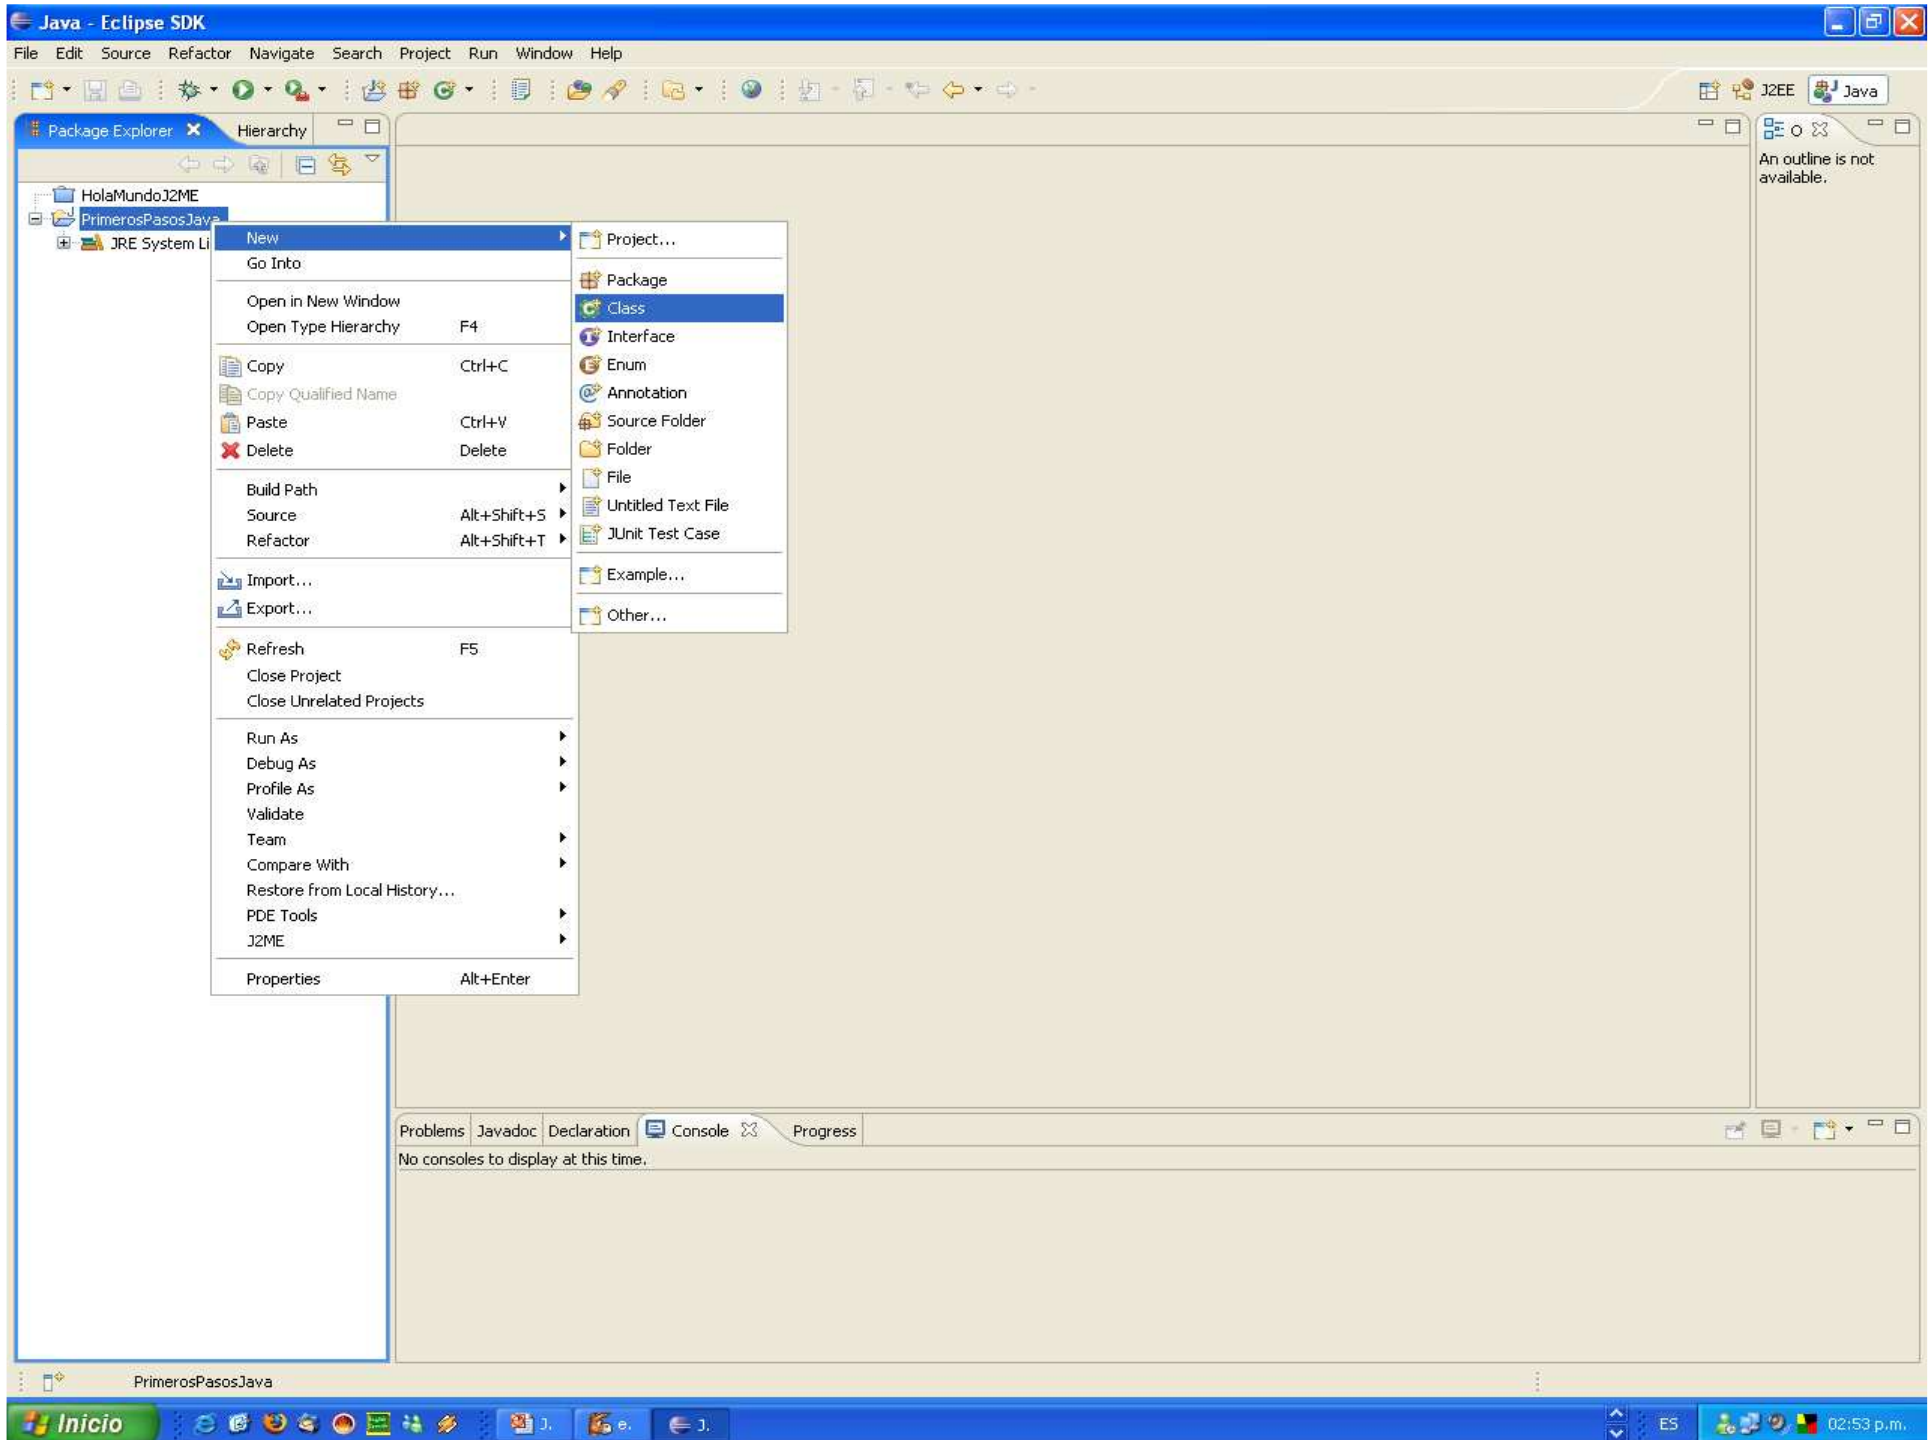 Java - Eclipse SDK
File Edit Source Refactor Navigate Search Project Run Window Help
J2EE Java
Package Explorer Hierarchy
O
An outline is not
available.
HolaMundoJ2ME
PrimerosPasosJava
JRE System Li
New
Go Into
Open in New Window
Open Type Hierarchy F4
Copy Ctrl+C
Copy Qualified Name
Paste Ctrl+V
Delete Delete
Build Path
Source Alt+Shift+S
Refactor Alt+Shift+T
Import...
Export...
Refresh F5
Close Project
Close Unrelated Projects
Run As
Debug As
Profile As
Validate
Team
Compare With
Restore from Local History...
PDE Tools
J2ME
Properties Alt+Enter
Project...
Package
Class
Interface
Enum
Annotation
Source Folder
Folder
File
Untitled Text File
JUnit Test Case
Example...
Other...
Problems Javadoc Declaration Console Progress
No consoles to display at this time.
PrimerosPasosJava
Inicio J. e. J. ES 02:53 p.m.